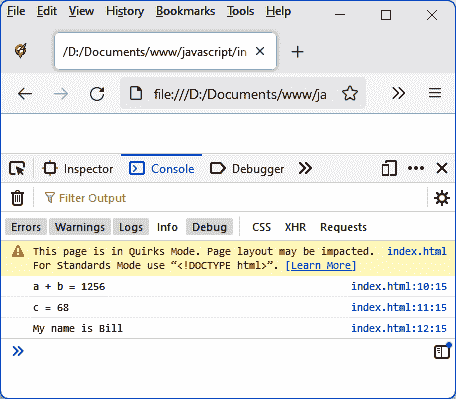 File Edit View History Bookmarks Tools Help
/D:/Documents/www/javascript/in
file:///D:/Documents/www/ja
Inspector Console Debugger
Filter Output
Errors Warnings Logs Info Debug CSS XHR Requests
This page is in Quirks Mode. Page layout may be impacted. index.html
For Standards Mode use “<!DOCTYPE html>”. [Learn More]
a + b = 1256 index.html:10:15
c = 68 index.html:11:15
My name is Bill index.html:12:15